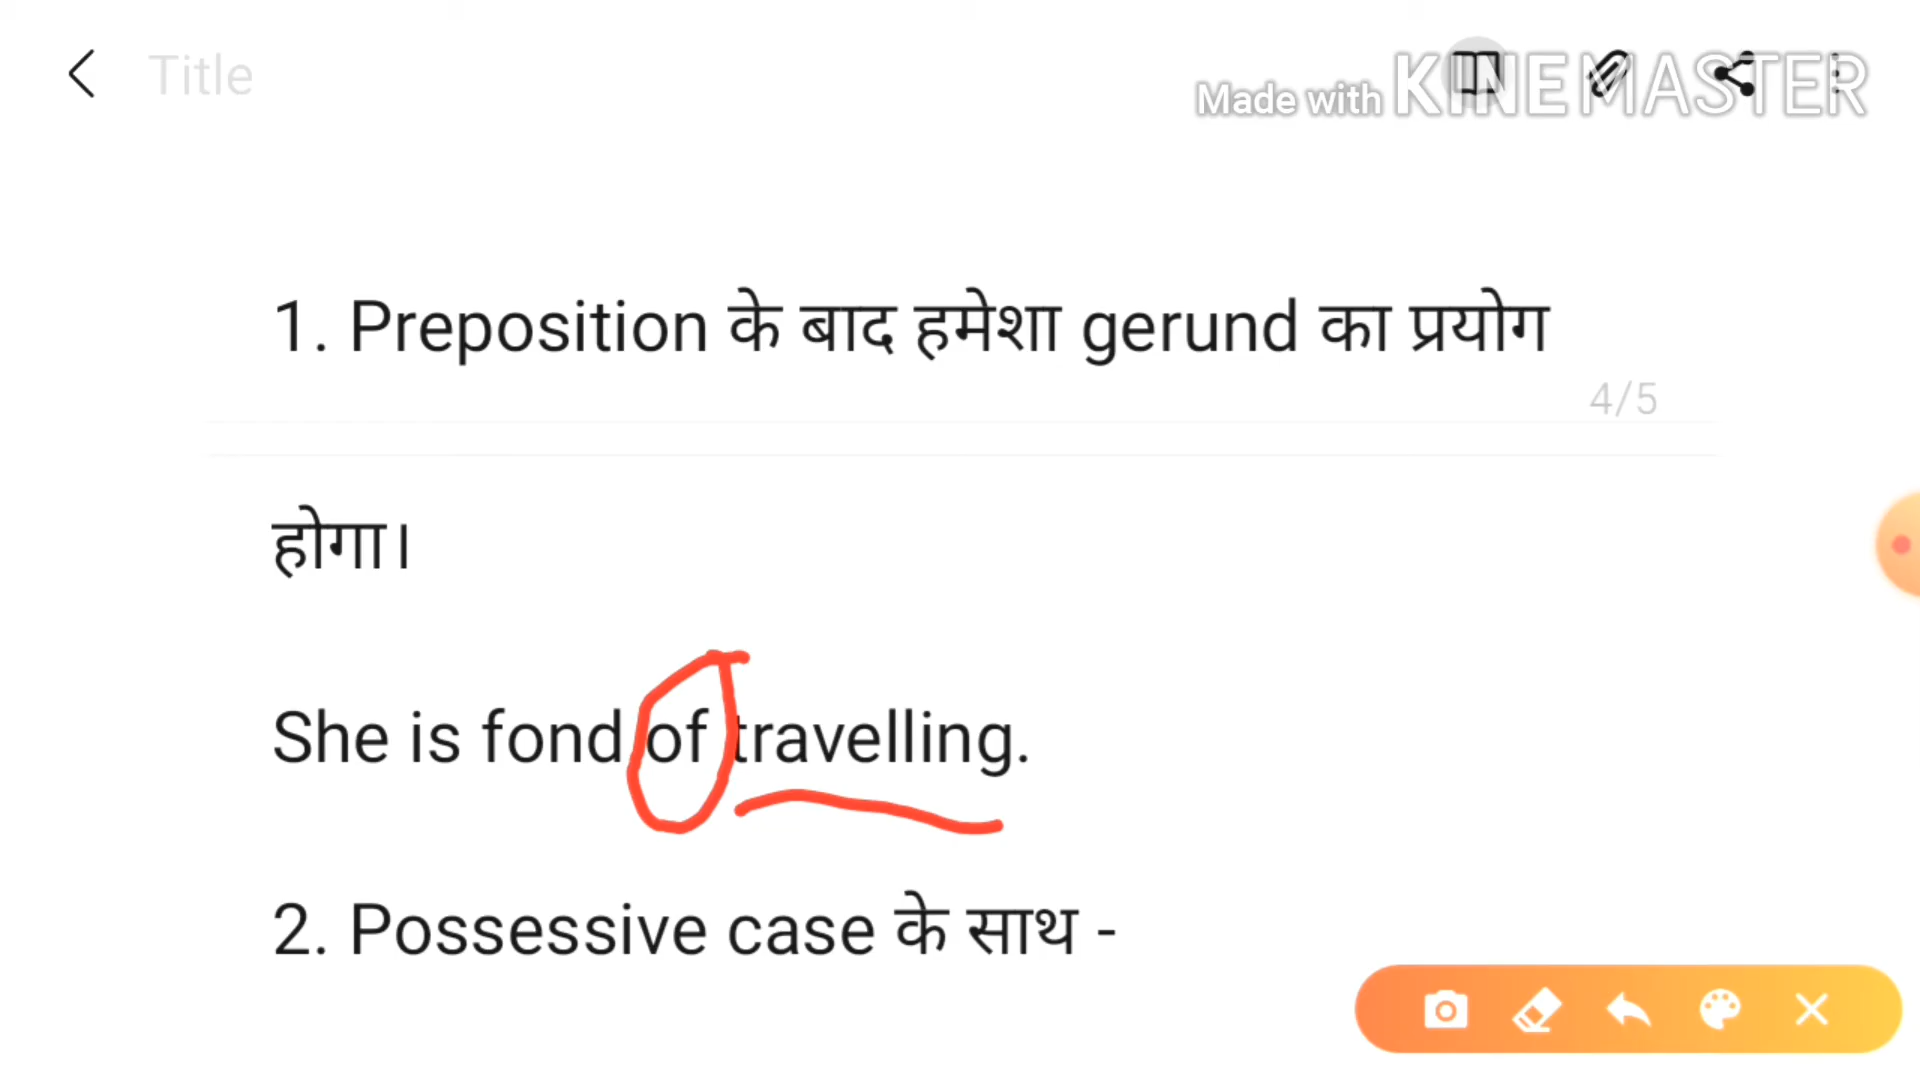 Title
Made with KINEMASTER
1. Preposition के बाद हमेशा gerund का प्रयोग
4/5
होगा।
She is fond of travelling.
2. Possessive case के साथ -